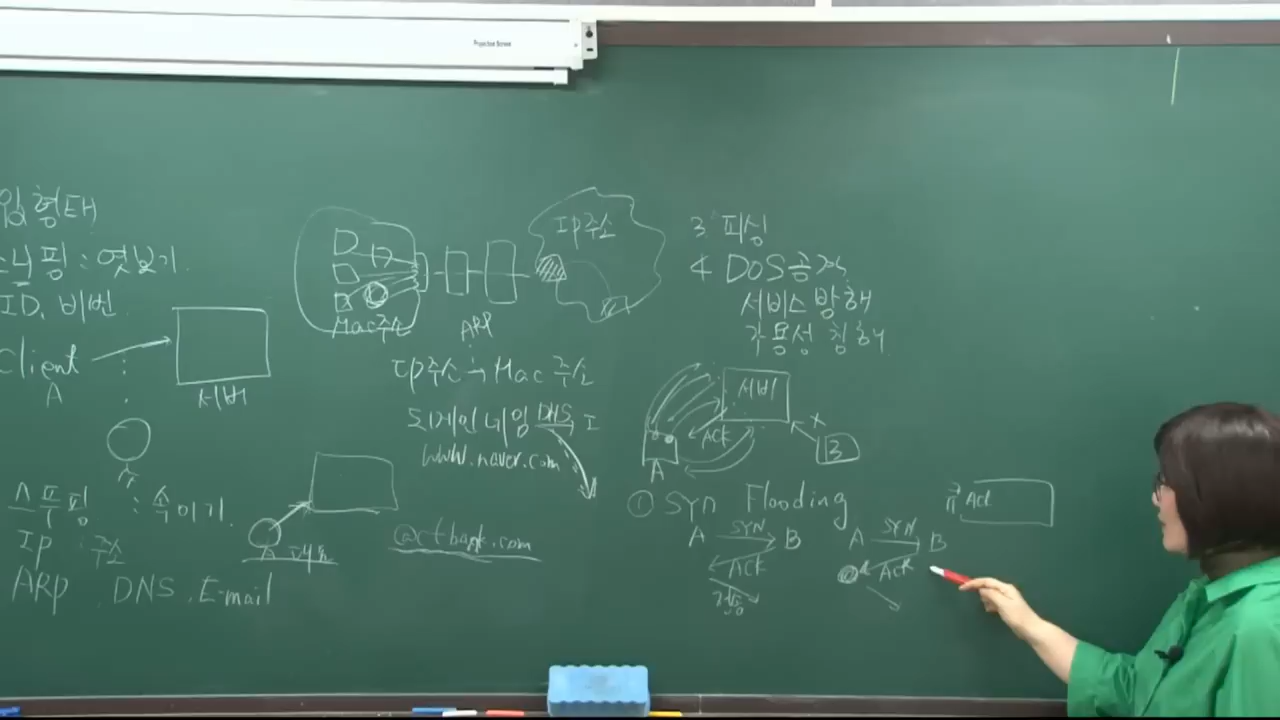 Projection Screen
형태
스니핑 : 엿보기
ID, 비번
Client
A
서버
스푸핑 : 속이기
Ip 주소
A
ARP DNS . E-mail
Mac주소
ARP
Ip주소
Ip주소 → Mac 주소
도메인네임 DNS I
www.naver.com
@ctbank.com
3 피싱
4 DoS공격
서비스 방해
가용성 침해
서버
ACK
A
B
① SYN Flooding
A SYN B
ACK
A SYN B
ACK
큐 Ack